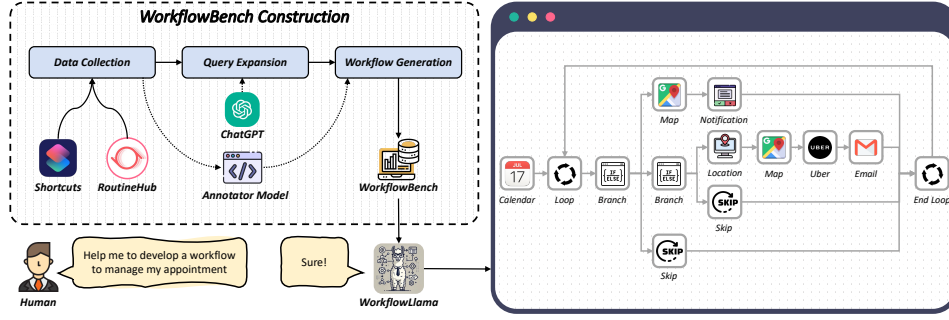 WorkflowBench Construction
Data Collection
Query Expansion
Workflow Generation
ChatGPT
Shortcuts
RoutineHub
Annotator Model
WorkflowBench
Help me to develop a workflow
to manage my appointment
Human
Sure!
WorkflowLlama
G
Map
Notification
JUL
17
Calendar
Loop
IF
ELSE
Branch
IF
ELSE
Branch
Location
G
Map
UBER
Uber
Email
End Loop
SKIP
Skip
SKIP
Skip